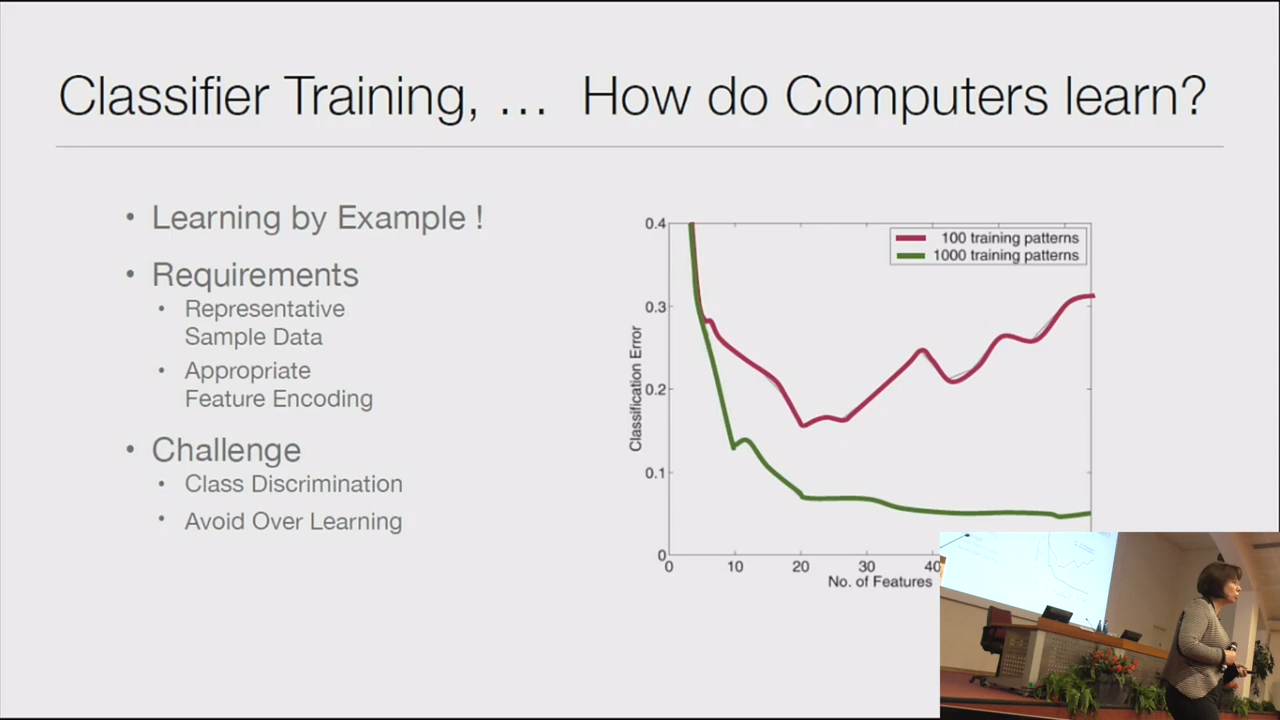 Classifier Training, … How do Computers learn?
• Learning by Example !
• Requirements
• Representative
Sample Data
• Appropriate
Feature Encoding
• Challenge
• Class Discrimination
• Avoid Over Learning
0.4
0.3
0.2
0.1
0
Classification Error
100 training patterns
1000 training patterns
0 10 20 30 40
No. of Features